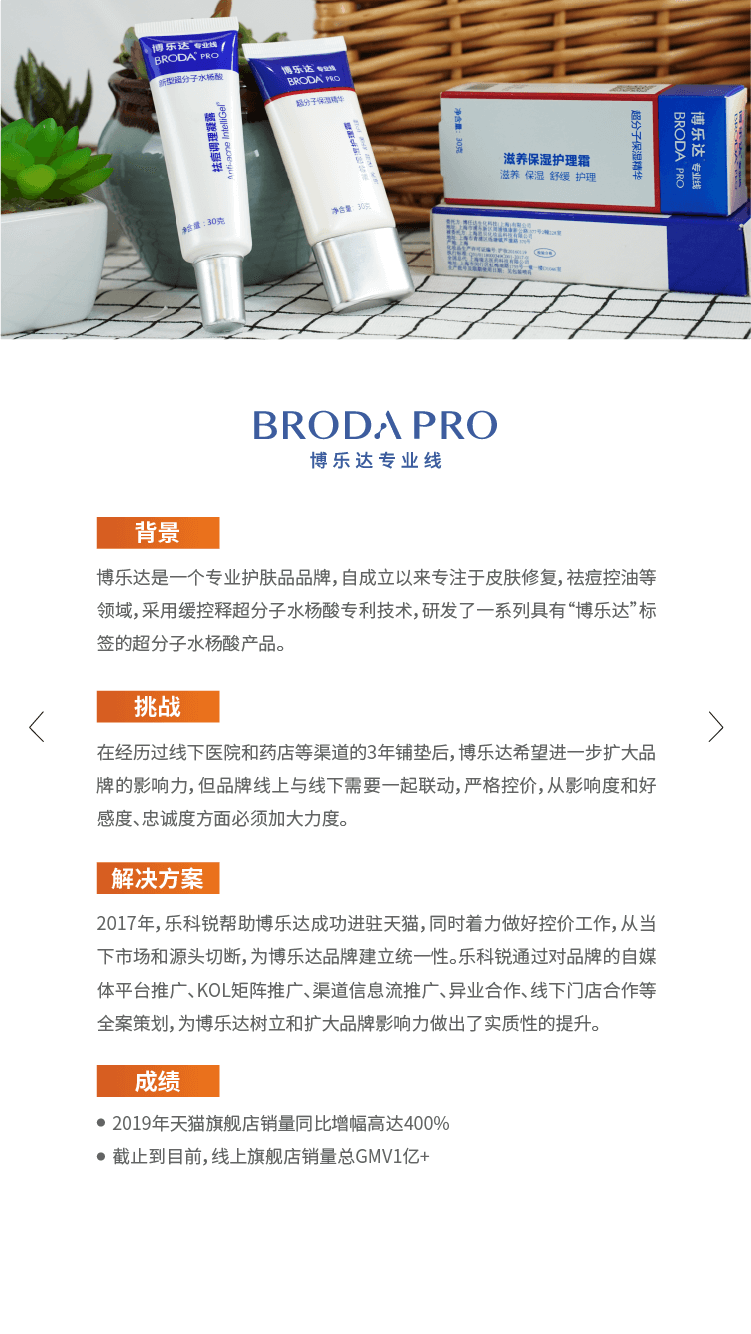 博乐达 专业线
BRODA PRO
新型超分子水杨酸
祛痘调理凝露
Anti-acne IntelliGel
净含量：30克
博乐达 专业线
BRODA PRO
超分子保湿精华
净含量：30克
净含量：30克
滋养保湿护理霜
滋养 保湿 舒缓 护理
超分子保湿精华
博乐达 专业线
BRODA PRO
BRODA PRO
博乐达专业线
背景
博乐达是一个专业护肤品品牌，自成立以来专注于皮肤修复，祛痘控油等
领域，采用缓控释超分子水杨酸专利技术，研发了一系列具有“博乐达”标
签的超分子水杨酸产品。
挑战
在经历过线下医院和药店等渠道的3年铺垫后，博乐达希望进一步扩大品
牌的影响力，但品牌线上与线下需要一起联动，严格控价，从影响度和好
感度、忠诚度方面必须加大力度。
解决方案
2017年，乐科锐帮助博乐达成功进驻天猫，同时着力做好控价工作，从当
下市场和源头切断，为博乐达品牌建立统一性。乐科锐通过对品牌的自媒
体平台推广、KOL矩阵推广、渠道信息流推广、异业合作、线下门店合作等
全案策划，为博乐达树立和扩大品牌影响力做出了实质性的提升。
成绩
● 2019年天猫旗舰店销量同比增幅高达400%
● 截止到目前，线上旗舰店销量总GMV1亿+